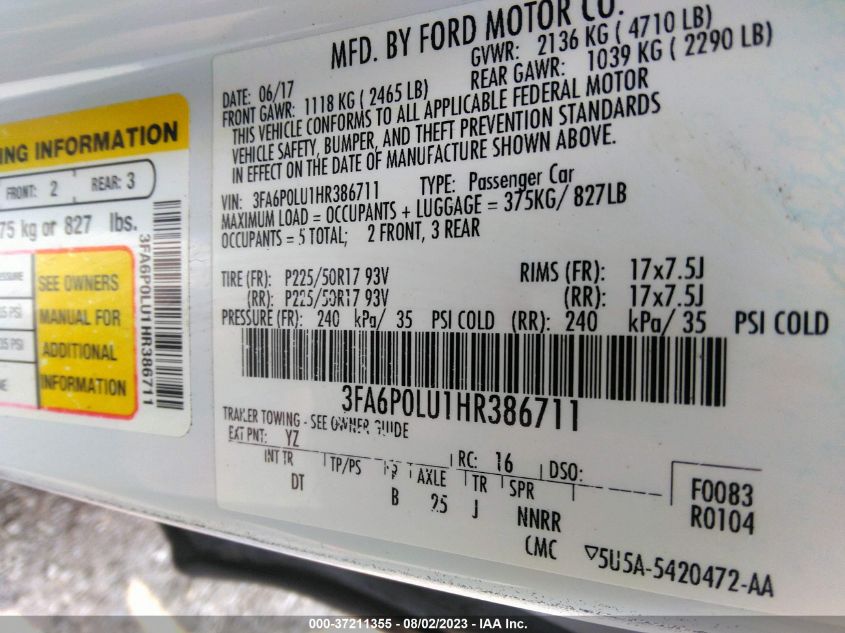 MFD. BY FORD MOTOR CO.
DATE: 06/17
GVWR: 2136 KG ( 4710 LB)
FRONT GAWR: 1118 KG ( 2465 LB)
REAR GAWR: 1039 KG ( 2290 LB)
THIS VEHICLE CONFORMS TO ALL APPLICABLE FEDERAL MOTOR
VEHICLE SAFETY, BUMPER, AND THEFT PREVENTION STANDARDS
IN EFFECT ON THE DATE OF MANUFACTURE SHOWN ABOVE.
VIN: 3FA6P0LU1HR386711 TYPE: Passenger Car
MAXIMUM LOAD = OCCUPANTS + LUGGAGE = 375KG/ 827LB
OCCUPANTS = 5 TOTAL; 2 FRONT, 3 REAR
TIRE (FR): P225/50R17 93V RIMS (FR): 17x7.5J
(RR): P225/50R17 93V (RR): 17x7.5J
PRESSURE (FR): 240 kPa/ 35 PSI COLD (RR): 240 kPa/ 35 PSI COLD
3FA6P0LU1HR386711
TRAILER TOWING - SEE OWNER GUIDE
EXT PNT: YZ RC: 16 DSO:
INT TR TP/PS AXLE TR SPR
DT B 25 J NNRR
CMC
F0083
R0104
▽5U5A-5420472-AA
ING INFORMATION
FRONT: 2 REAR: 3
75 kg or 827 lbs.
SEE OWNERS
MANUAL FOR
ADDITIONAL
INFORMATION
35 PSI
35 PSI
3FA6P0LU1HR386711
000-37211355 - 08/02/2023 - IAA Inc.